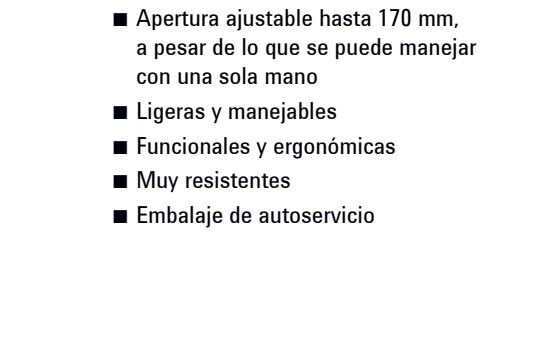 ■ Apertura ajustable hasta 170 mm,
a pesar de lo que se puede manejar
con una sola mano
■ Ligeras y manejables
■ Funcionales y ergonómicas
■ Muy resistentes
■ Embalaje de autoservicio